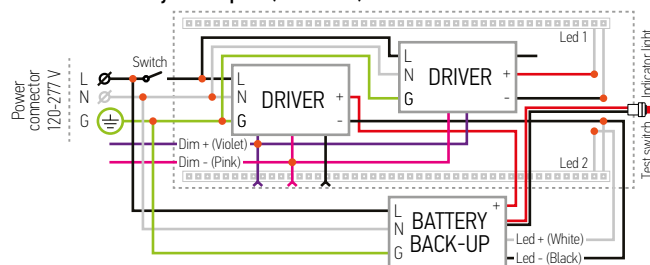 Power
connector
120-277 V
L
N
G
Switch
L
N
G
DRIVER
+
-
L
N
G
DRIVER
+
-
Led 1
Dim + (Violet)
Dim - (Pink)
Led 2
L
N
G
BATTERY
BACK-UP
+
Led + (White)
Led - (Black)
Test switch
Indicator light